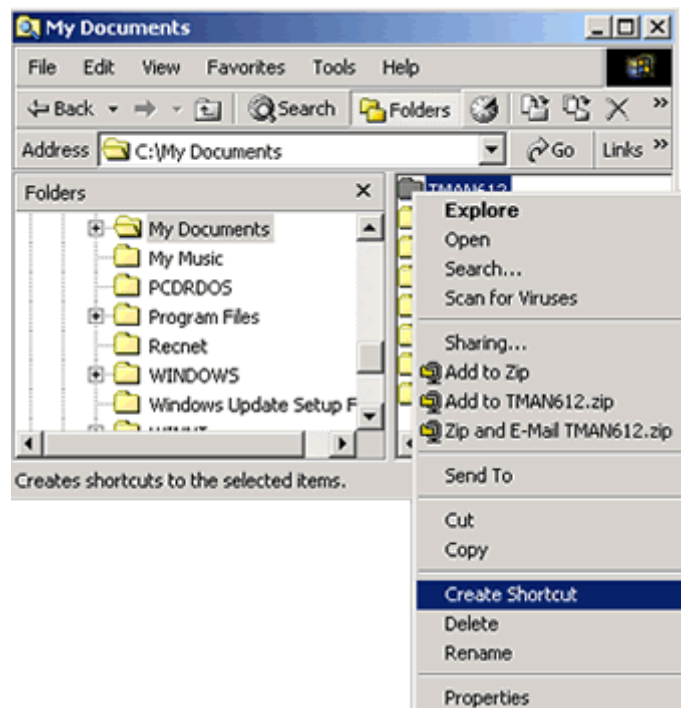 My Documents
File Edit View Favorites Tools Help
Back Search Folders »
Address C:\My Documents Go Links »
Folders
My Documents
My Music
PCDRDOS
Program Files
Recnet
WINDOWS
Windows Update Setup F
TMAN612
Explore
Open
Search...
Scan for Viruses
Sharing...
Add to Zip
Add to TMAN612.zip
Zip and E-Mail TMAN612.zip
Send To
Cut
Copy
Create Shortcut
Delete
Rename
Properties
Creates shortcuts to the selected items.